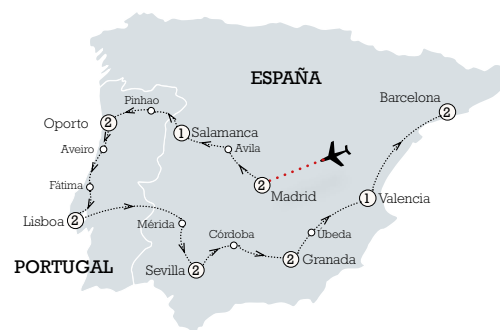 ESPAÑA
Barcelona
2
Pinhao
Oporto
2
1
Salamanca
Aveiro
Avila
Fátima
2
Madrid
1
Valencia
Lisboa
2
Mérida
Córdoba
Úbeda
PORTUGAL
Sevilla
2
2
Granada